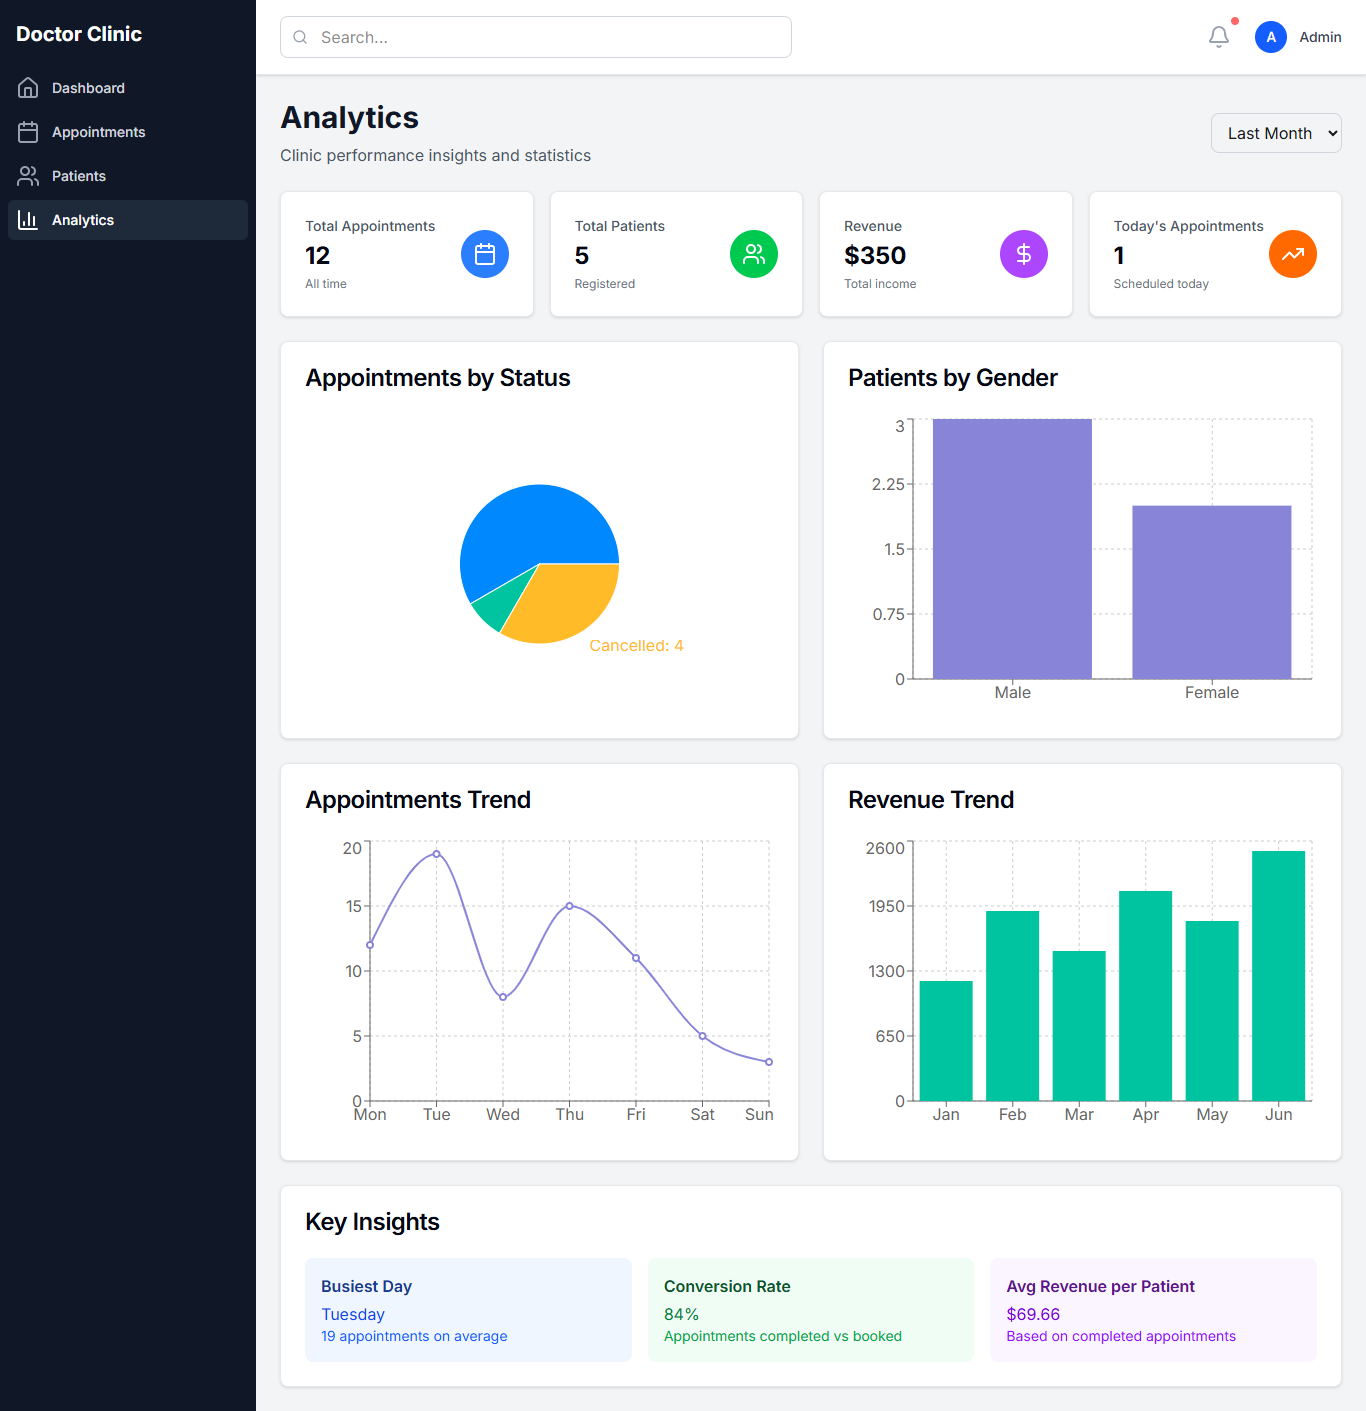 Doctor Clinic
Dashboard
Appointments
Patients
Analytics
Search...
A
Admin
Analytics
Clinic performance insights and statistics
Last Month
Total Appointments
12
All time
Total Patients
5
Registered
Revenue
$350
Total income
Today's Appointments
1
Scheduled today
Appointments by Status
Cancelled: 4
Patients by Gender
3
2.25
1.5
0.75
0
Male Female
Appointments Trend
20
15
10
5
0
Mon Tue Wed Thu Fri Sat Sun
Revenue Trend
2600
1950
1300
650
0
Jan Feb Mar Apr May Jun
Key Insights
Busiest Day
Tuesday
19 appointments on average
Conversion Rate
84%
Appointments completed vs booked
Avg Revenue per Patient
$69.66
Based on completed appointments